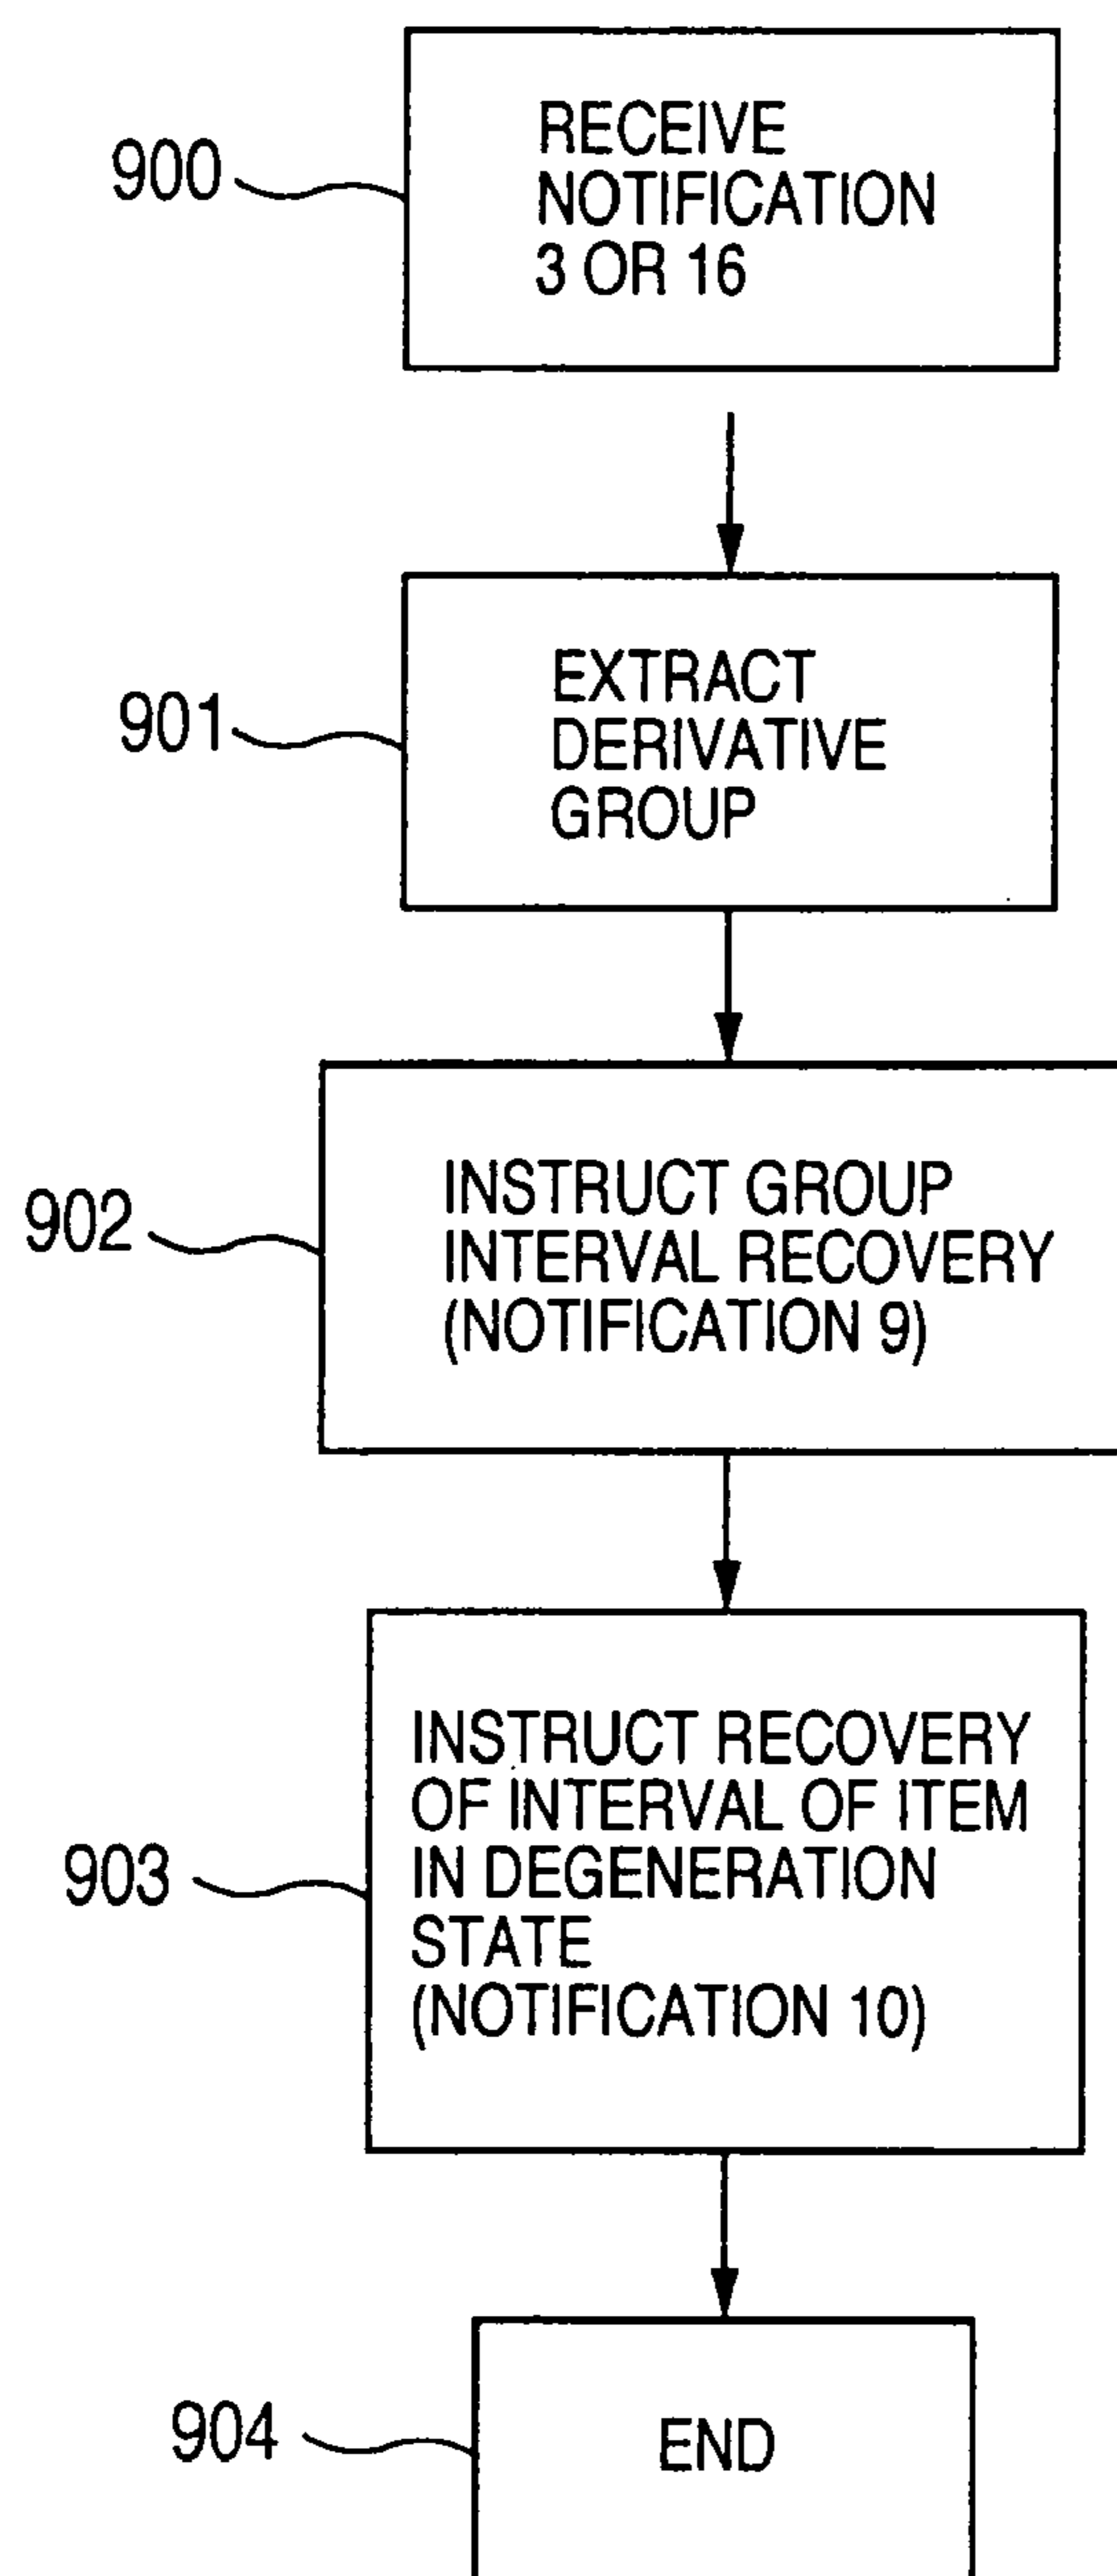 900
RECEIVE
NOTIFICATION
3 OR 16
901
EXTRACT
DERIVATIVE
GROUP
902
INSTRUCT GROUP
INTERVAL RECOVERY
(NOTIFICATION 9)
903
INSTRUCT RECOVERY
OF INTERVAL OF ITEM
IN DEGENERATION
STATE
(NOTIFICATION 10)
904
END